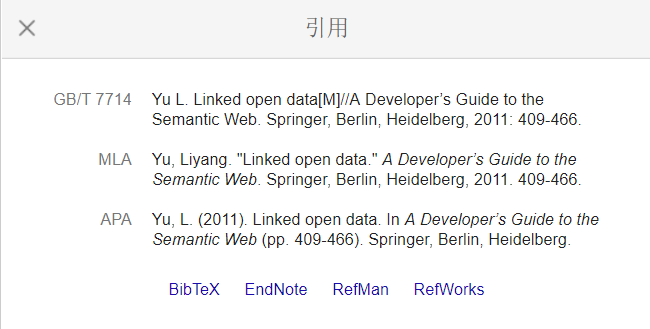 引用
GB/T 7714 Yu L. Linked open data[M]//A Developer’s Guide to the
Semantic Web. Springer, Berlin, Heidelberg, 2011: 409-466.
MLA Yu, Liyang. "Linked open data." A Developer’s Guide to the
Semantic Web. Springer, Berlin, Heidelberg, 2011. 409-466.
APA Yu, L. (2011). Linked open data. In A Developer’s Guide to the
Semantic Web (pp. 409-466). Springer, Berlin, Heidelberg.
BibTeX EndNote RefMan RefWorks